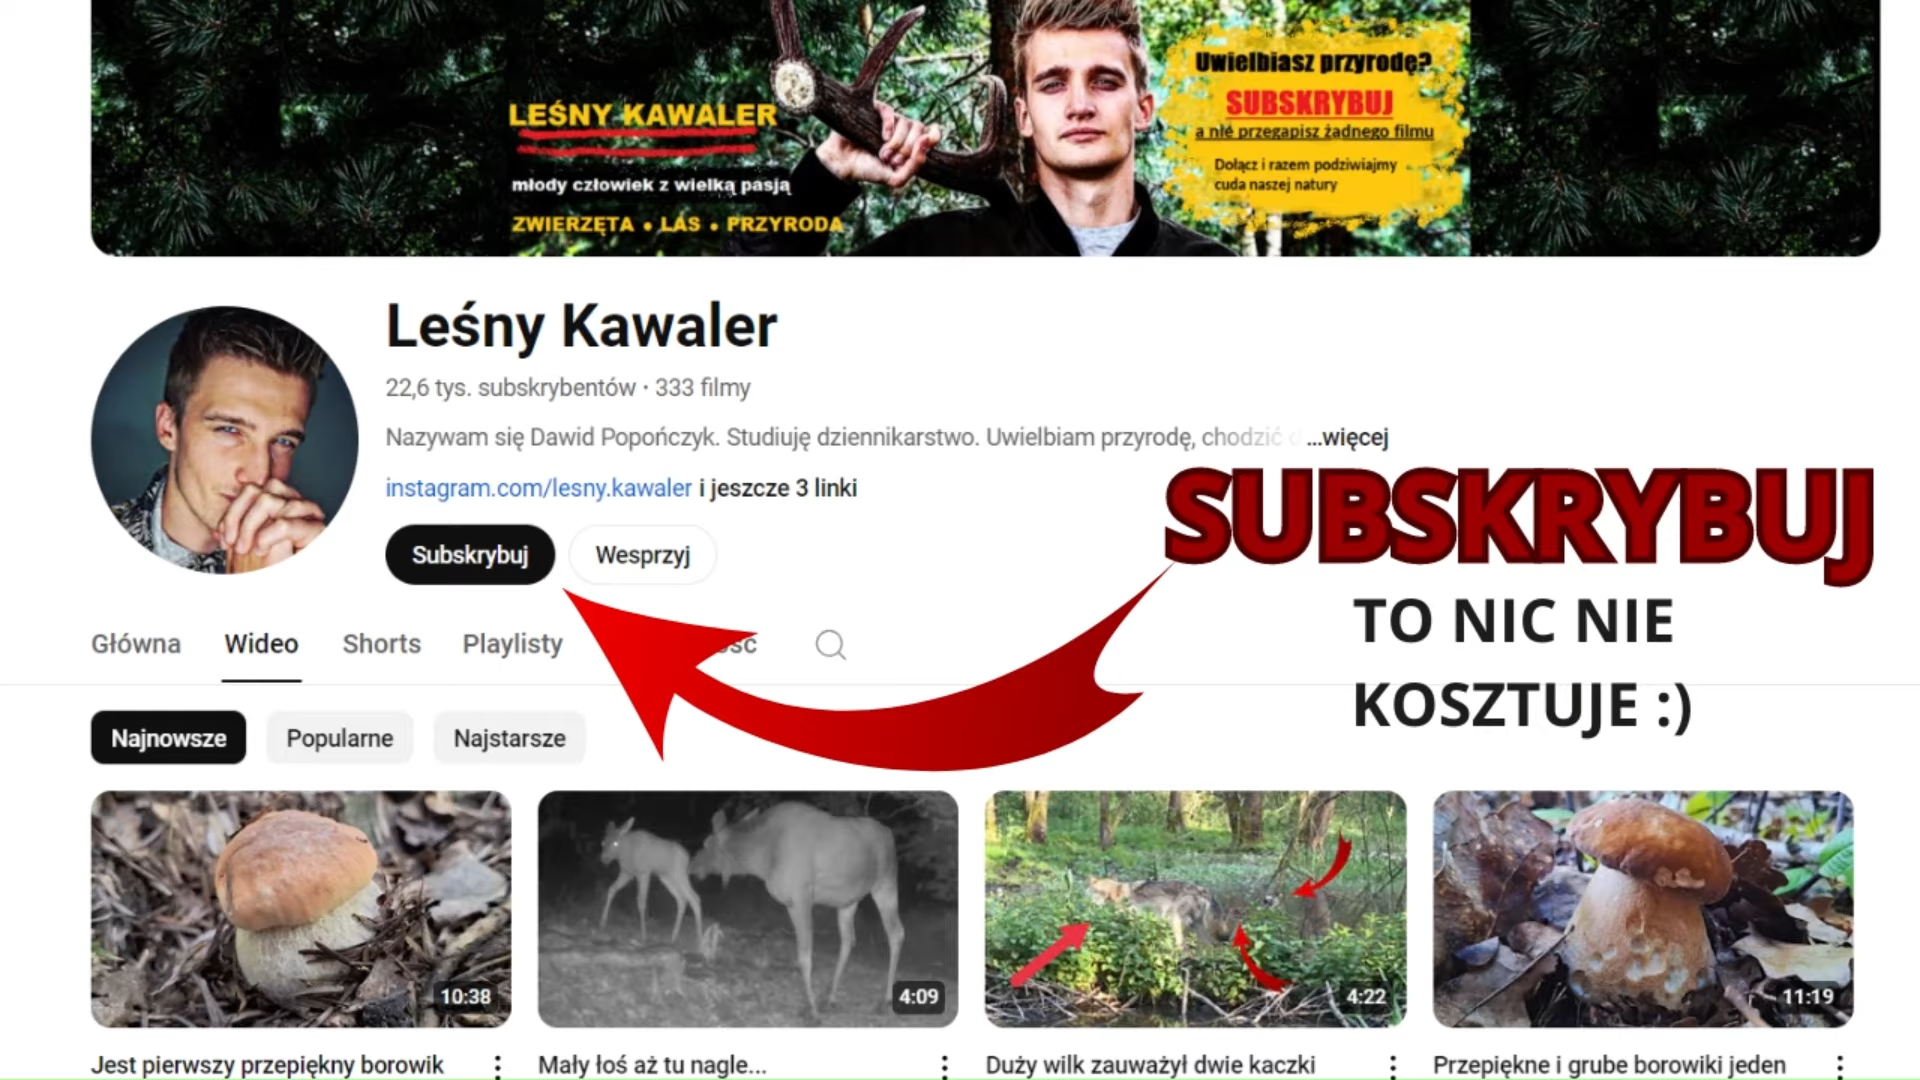 Uwielbiasz przyrodę?
SUBSKRYBUJ
a nie przegapisz żadnego filmu
Dołącz i razem podziwiajmy
cuda naszej natury
LEŚNY KAWALER
młody człowiek z wielką pasją
ZWIERZĘTA • LAS • PRZYRODA
Leśny Kawaler
22,6 tys. subskrybentów · 333 filmy
Nazywam się Dawid Popończyk. Studiuję dziennikarstwo. Uwielbiam przyrodę, chodzić ...więcej
instagram.com/lesny.kawaler i jeszcze 3 linki
Subskrybuj Wesprzyj
SUBSKRYBUJ
TO NIC NIE
KOSZTUJE :)
Główna Wideo Shorts Playlisty
Najnowsze Popularne Najstarsze
10:38 4:09 4:22 11:19
Jest pierwszy przepiękny borowik Mały łoś aż tu nagle... Duży wilk zauważył dwie kaczki Przepiękne i grube borowiki jeden